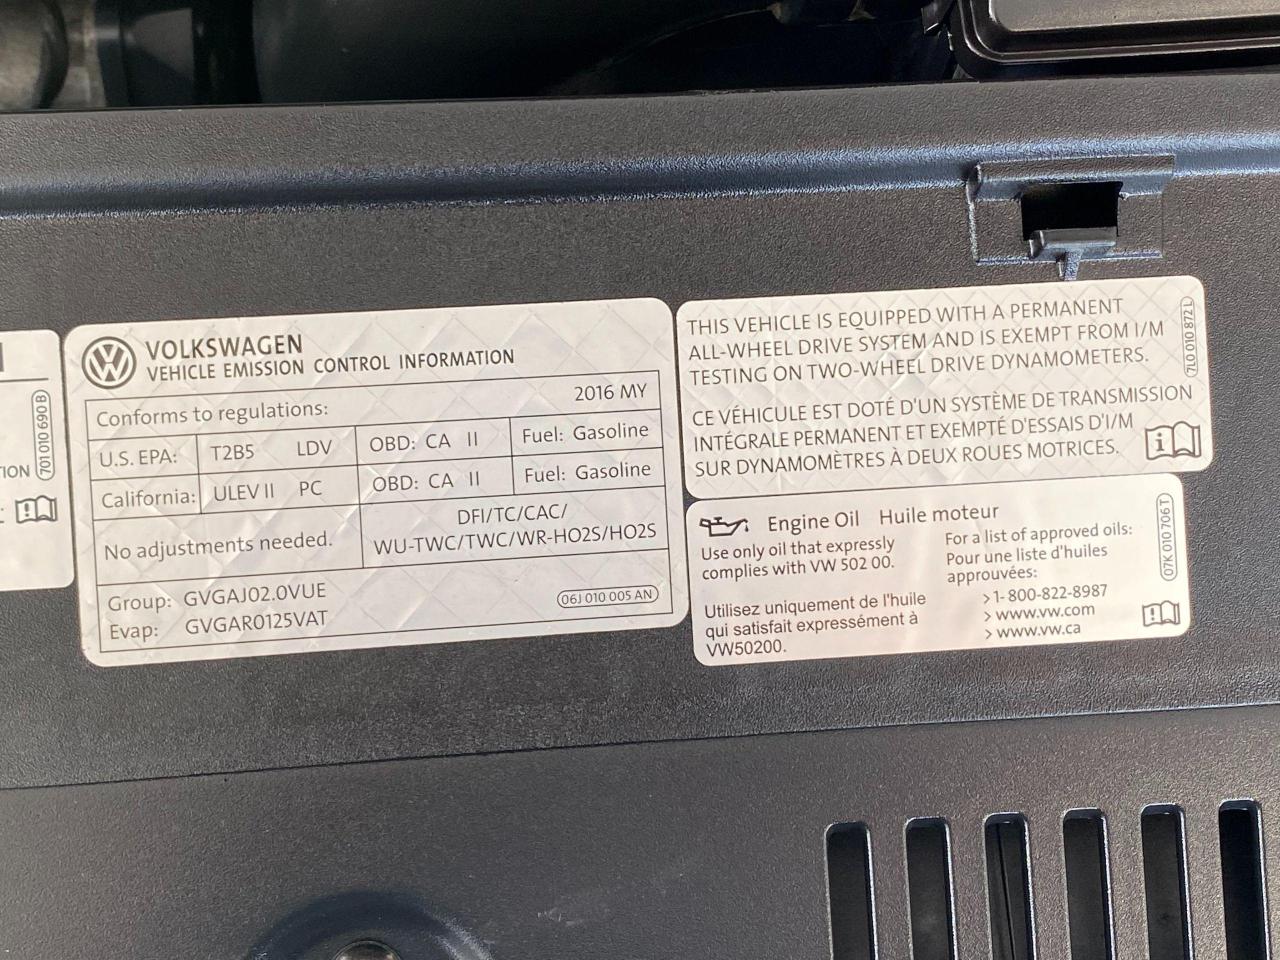 TION
701 010 690 B
VOLKSWAGEN
VEHICLE EMISSION CONTROL INFORMATION
Conforms to regulations: 2016 MY
U.S. EPA: T2B5 LDV OBD: CA II Fuel: Gasoline
California: ULEV II PC OBD: CA II Fuel: Gasoline
No adjustments needed. DFI/TC/CAC/
WU-TWC/TWC/WR-HO2S/HO2S
Group: GVGAJ02.0VUE
Evap: GVGAR0125VAT
06J 010 005 AN
THIS VEHICLE IS EQUIPPED WITH A PERMANENT
ALL-WHEEL DRIVE SYSTEM AND IS EXEMPT FROM I/M
TESTING ON TWO-WHEEL DRIVE DYNAMOMETERS.
CE VÉHICULE EST DOTÉ D'UN SYSTÈME DE TRANSMISSION
INTÉGRALE PERMANENT ET EXEMPTÉ D'ESSAIS D'I/M
SUR DYNAMOMÈTRES À DEUX ROUES MOTRICES.
7L0 010 872 L
Engine Oil Huile moteur
Use only oil that expressly
complies with VW 502 00.
Utilisez uniquement de l'huile
qui satisfait expressément à
VW50200.
For a list of approved oils:
Pour une liste d'huiles
approuvées:
> 1-800-822-8987
> www.vw.com
> www.vw.ca
07K 010 706 T